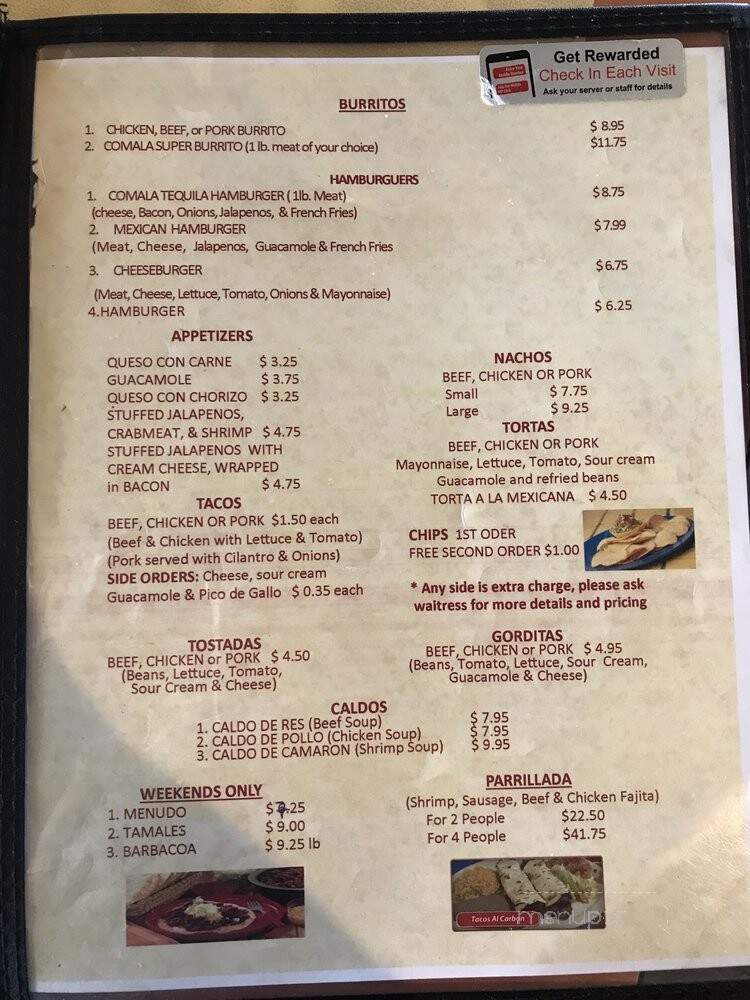 Get Rewarded
Check In Each Visit
Ask your server or staff for details
BURRITOS
1. CHICKEN, BEEF, or PORK BURRITO $ 8.95
2. COMALA SUPER BURRITO (1 lb. meat of your choice) $11.75
HAMBURGUERS
1. COMALA TEQUILA HAMBURGER ( 1lb. Meat) $ 8.75
(cheese, Bacon, Onions, Jalapenos, & French Fries)
2. MEXICAN HAMBURGER $ 7.99
(Meat, Cheese, Jalapenos, Guacamole & French Fries
3. CHEESEBURGER $ 6.75
(Meat, Cheese, Lettuce, Tomato, Onions & Mayonnaise)
4.HAMBURGER $ 6.25
APPETIZERS
QUESO CON CARNE $ 3.25
GUACAMOLE $ 3.75
QUESO CON CHORIZO $ 3.25
STUFFED JALAPENOS,
CRABMEAT, & SHRIMP $ 4.75
STUFFED JALAPENOS WITH
CREAM CHEESE, WRAPPED
in BACON $ 4.75
TACOS
BEEF, CHICKEN OR PORK $1.50 each
(Beef & Chicken with Lettuce & Tomato)
(Pork served with Cilantro & Onions)
SIDE ORDERS: Cheese, sour cream
Guacamole & Pico de Gallo $ 0.35 each
NACHOS
BEEF, CHICKEN OR PORK
Small $ 7.75
Large $ 9.25
TORTAS
BEEF, CHICKEN OR PORK
Mayonnaise, Lettuce, Tomato, Sour cream
Guacamole and refried beans
TORTA A LA MEXICANA $ 4.50
CHIPS 1ST ODER
FREE SECOND ORDER $1.00
* Any side is extra charge, please ask
waitress for more details and pricing
TOSTADAS
BEEF, CHICKEN or PORK $ 4.50
(Beans, Lettuce, Tomato,
Sour Cream & Cheese)
GORDITAS
BEEF, CHICKEN or PORK $ 4.95
(Beans, Tomato, Lettuce, Sour Cream,
Guacamole & Cheese)
CALDOS
1. CALDO DE RES (Beef Soup) $ 7.95
2. CALDO DE POLLO (Chicken Soup) $ 7.95
3. CALDO DE CAMARON (Shrimp Soup) $ 9.95
WEEKENDS ONLY
1. MENUDO $9.25
2. TAMALES $ 9.00
3. BARBACOA $ 9.25 lb
PARRILLADA
(Shrimp, Sausage, Beef & Chicken Fajita)
For 2 People $22.50
For 4 People $41.75
Tacos Al Carbon
menup